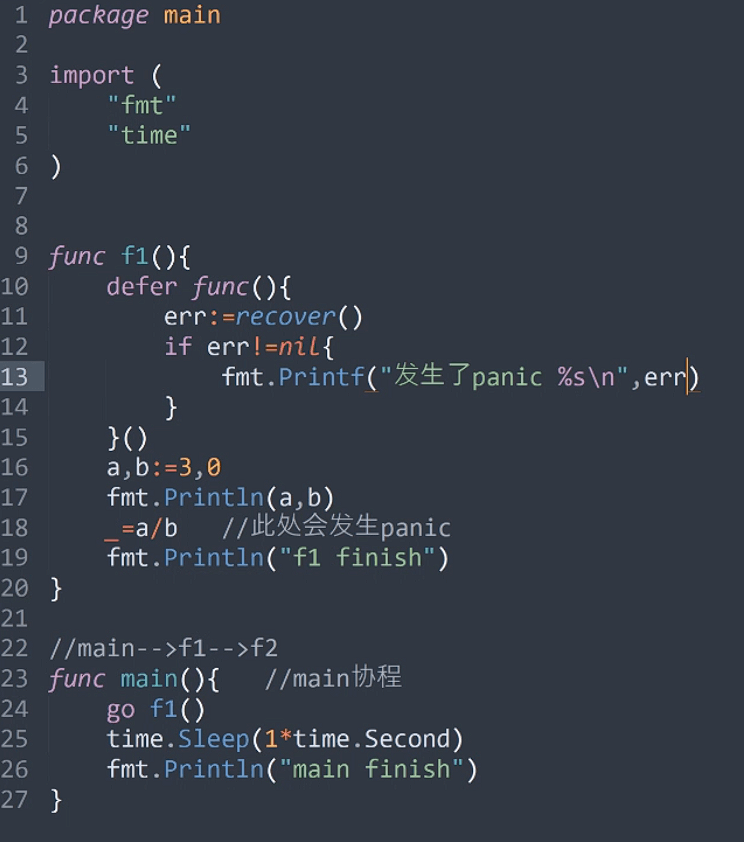 1 package main
2
3 import (
4     "fmt"
5     "time"
6 )
7
8
9 func f1(){
10     defer func(){
11         err:=recover()
12         if err!=nil{
13             fmt.Printf("发生了panic %s\n",err)
14         }
15     }()
16     a,b:=3,0
17     fmt.Println(a,b)
18     _=a/b   //此处会发生panic
19     fmt.Println("f1 finish")
20 }
21
22 //main-->f1-->f2
23 func main(){   //main协程
24     go f1()
25     time.Sleep(1*time.Second)
26     fmt.Println("main finish")
27 }